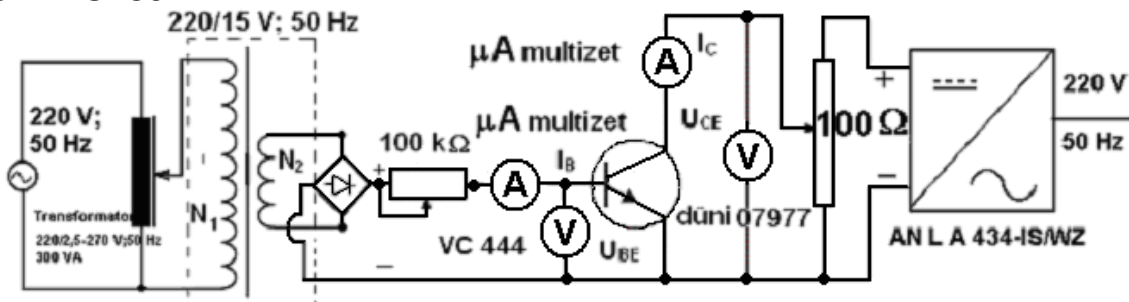 220/15 V; 50 Hz
220 V;
50 Hz
Transformator
220/2,5-270 V;50 Hz
300 VA
N1
N2
+
100 kΩ
µA multizet
A
I_C
µA multizet
I_B
A
VC 444
V
U_BE
U_CE
V
düni 07977
100 Ω
+
−
220 V
50 Hz
AN L A 434-IS/WZ
−